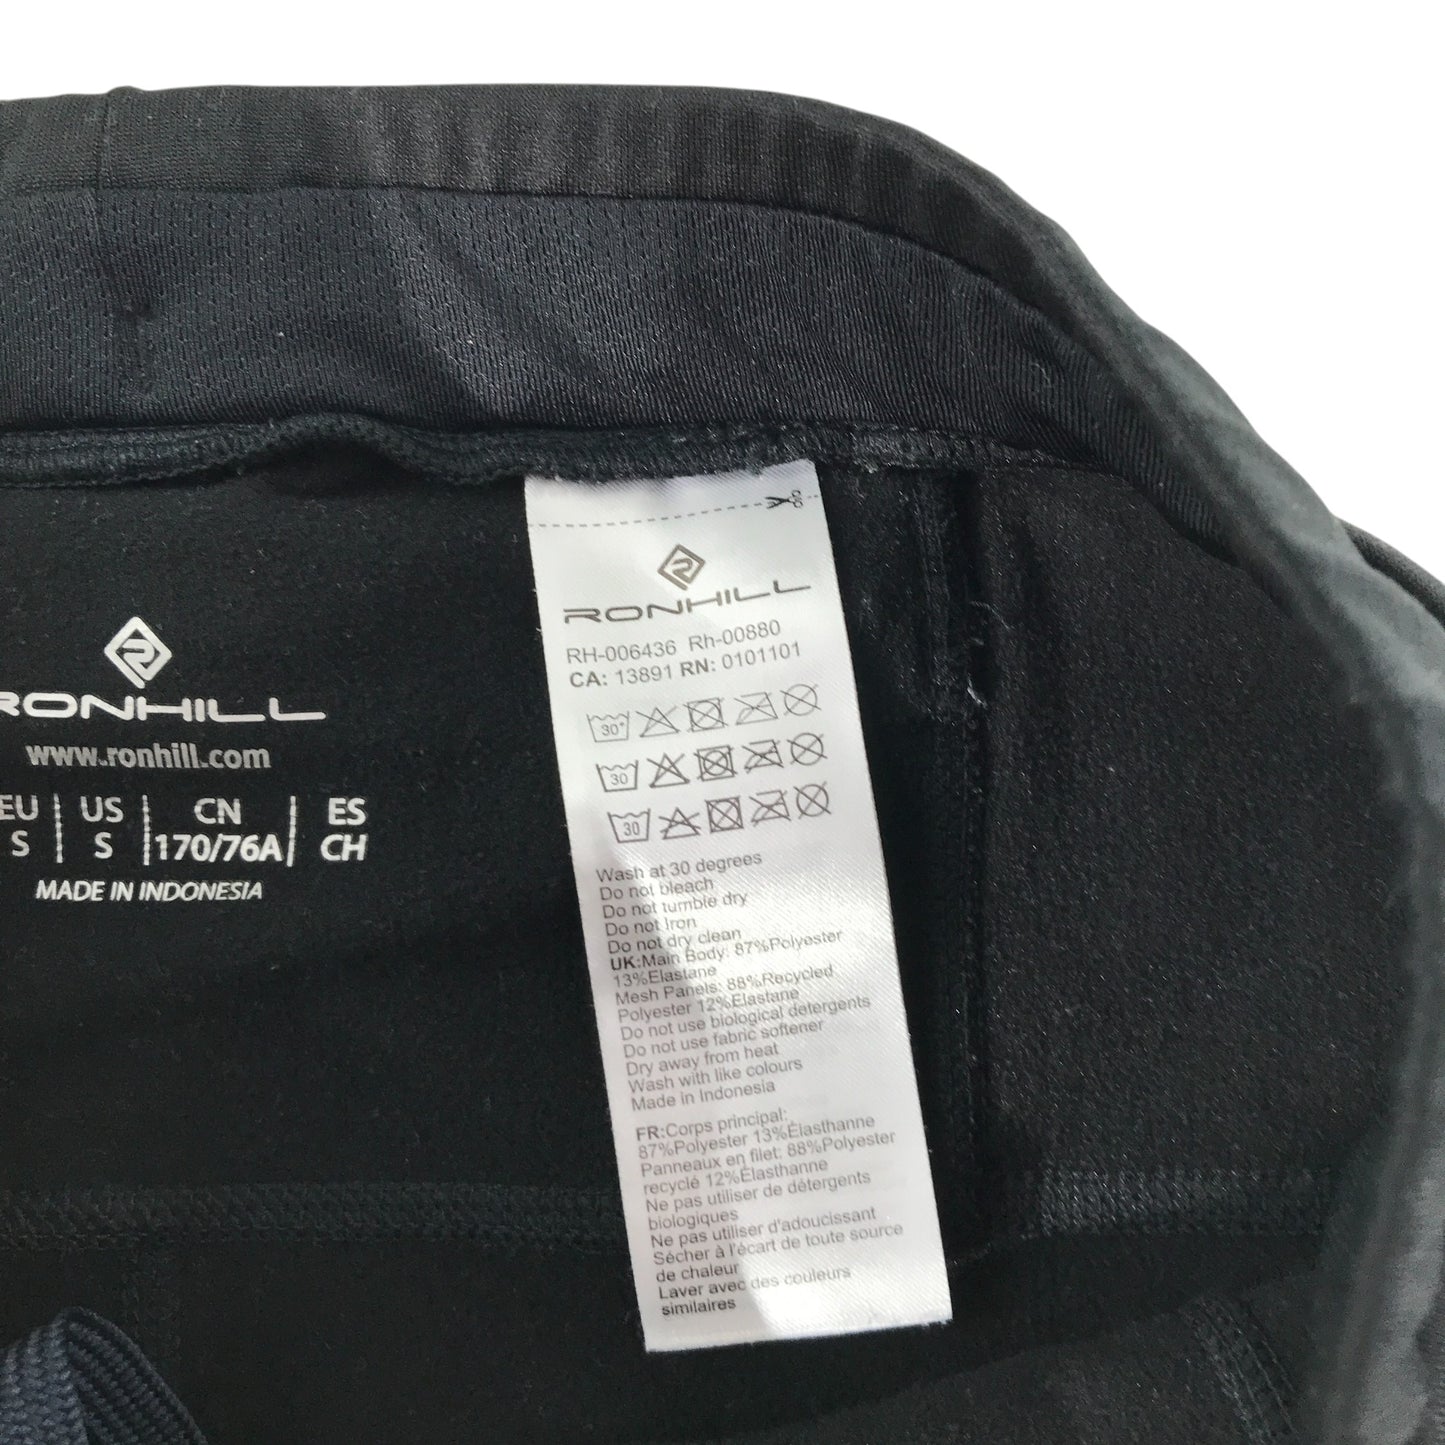 RONHILL
www.ronhill.com
EU | US | CN | ES
S | S | 170/76A | CH
MADE IN INDONESIA
RONHILL
RH-006436 Rh-00880
CA: 13891 RN: 0101101
30°
30
30
Wash at 30 degrees
Do not bleach
Do not tumble dry
Do not Iron
Do not dry clean
UK:Main Body: 87%Polyester
13%Elastane
Mesh Panels: 88%Recycled
Polyester 12%Elastane
Do not use biological detergents
Do not use fabric softener
Dry away from heat
Wash with like colours
Made in Indonesia
FR:Corps principal:
87%Polyester 13%Élasthanne
Panneaux en filet: 88%Polyester
recyclé 12%Élasthanne
Ne pas utiliser de détergents
biologiques
Ne pas utiliser d'adoucissant
Sécher à l'écart de toute source
de chaleur
Laver avec des couleurs
similaires